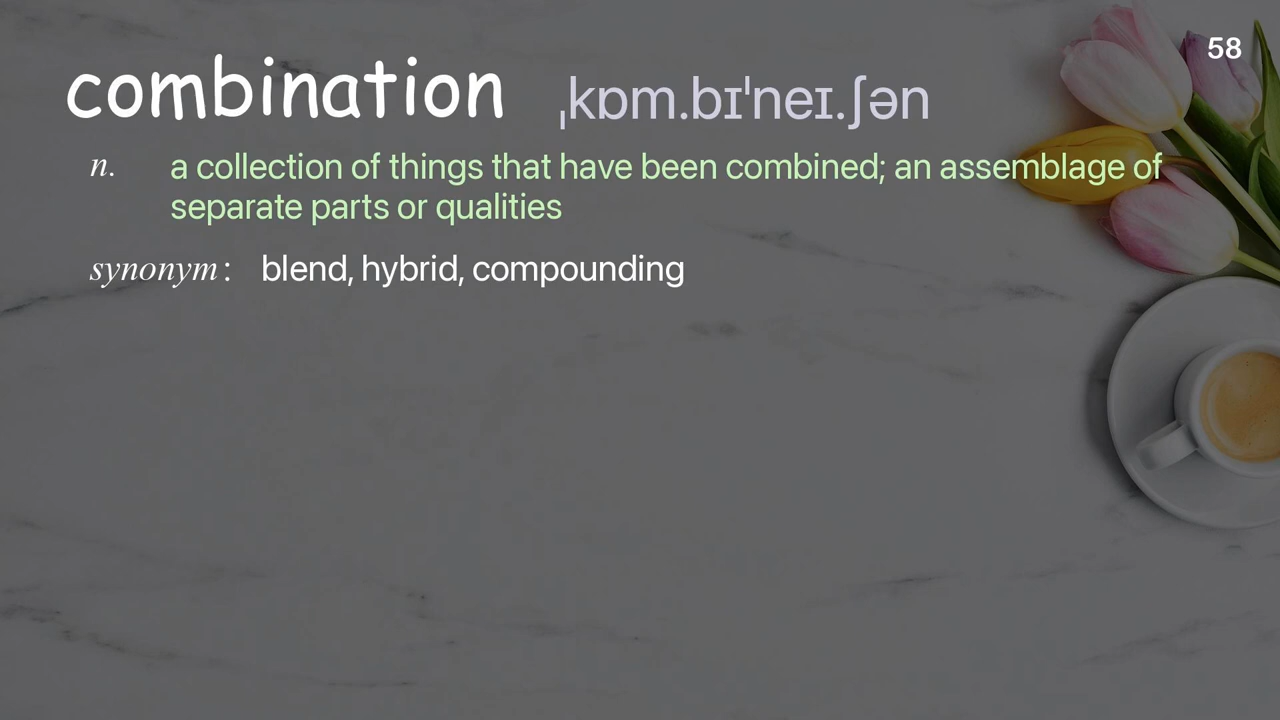 58
combination ˌkɒm.bɪˈneɪ.ʃən
n. a collection of things that have been combined; an assemblage of
separate parts or qualities
synonym: blend, hybrid, compounding